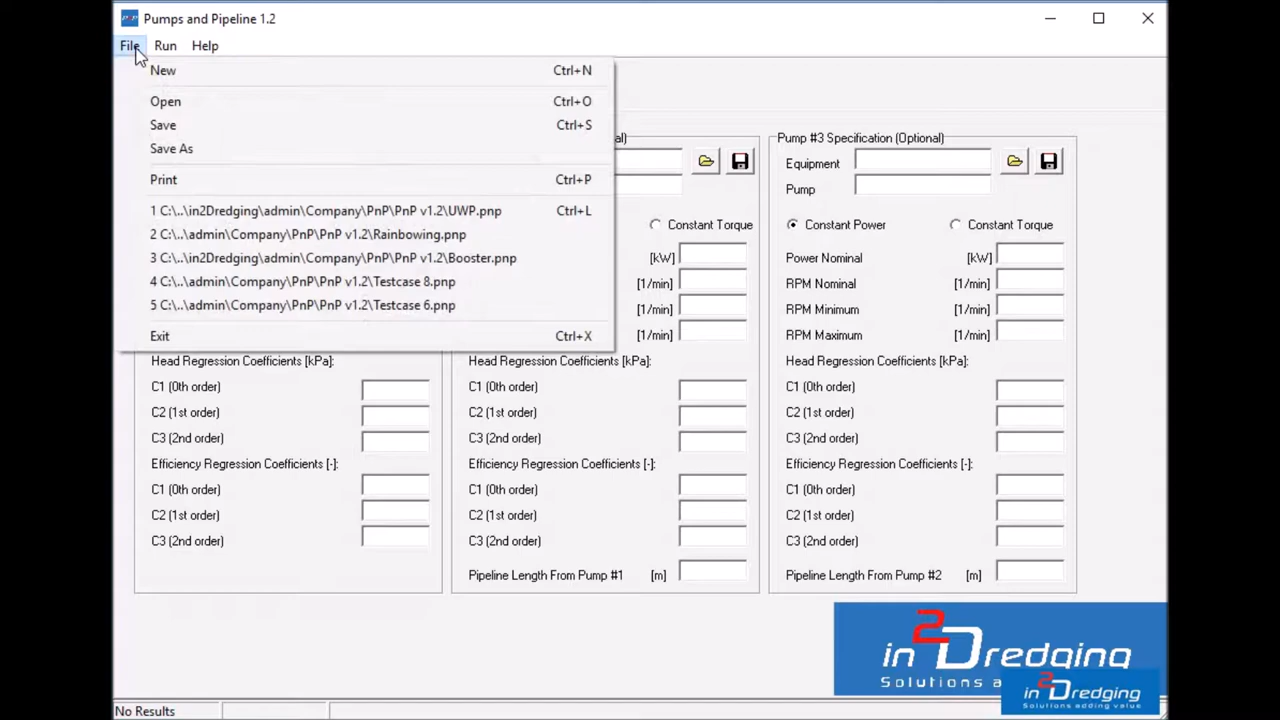 Pumps and Pipeline 1.2
File Run Help
New Ctrl+N
Open Ctrl+O
Save Ctrl+S
Save As
Print Ctrl+P
1 C:\..\in2Dredging\admin\Company\PnP\PnP v1.2\UWP.pnp Ctrl+L
2 C:\..\admin\Company\PnP\PnP v1.2\Rainbowing.pnp
3 C:\..\in2Dredging\admin\Company\PnP\PnP v1.2\Booster.pnp
4 C:\..\admin\Company\PnP\PnP v1.2\Testcase 8.pnp
5 C:\..\admin\Company\PnP\PnP v1.2\Testcase 6.pnp
Exit Ctrl+X
Head Regression Coefficients [kPa]:
C1 (0th order)
C2 (1st order)
C3 (2nd order)
Efficiency Regression Coefficients [-]:
C1 (0th order)
C2 (1st order)
C3 (2nd order)
al)
Constant Torque
[kW]
[1/min]
[1/min]
[1/min]
Head Regression Coefficients [kPa]:
C1 (0th order)
C2 (1st order)
C3 (2nd order)
Efficiency Regression Coefficients [-]:
C1 (0th order)
C2 (1st order)
C3 (2nd order)
Pipeline Length From Pump #1 [m]
Pump #3 Specification (Optional)
Equipment
Pump
Constant Power Constant Torque
Power Nominal [kW]
RPM Nominal [1/min]
RPM Minimum [1/min]
RPM Maximum [1/min]
Head Regression Coefficients [kPa]:
C1 (0th order)
C2 (1st order)
C3 (2nd order)
Efficiency Regression Coefficients [-]:
C1 (0th order)
C2 (1st order)
C3 (2nd order)
Pipeline Length From Pump #2 [m]
in2Dredging
Solutions a
in2Dredging
Solutions adding value
No Results